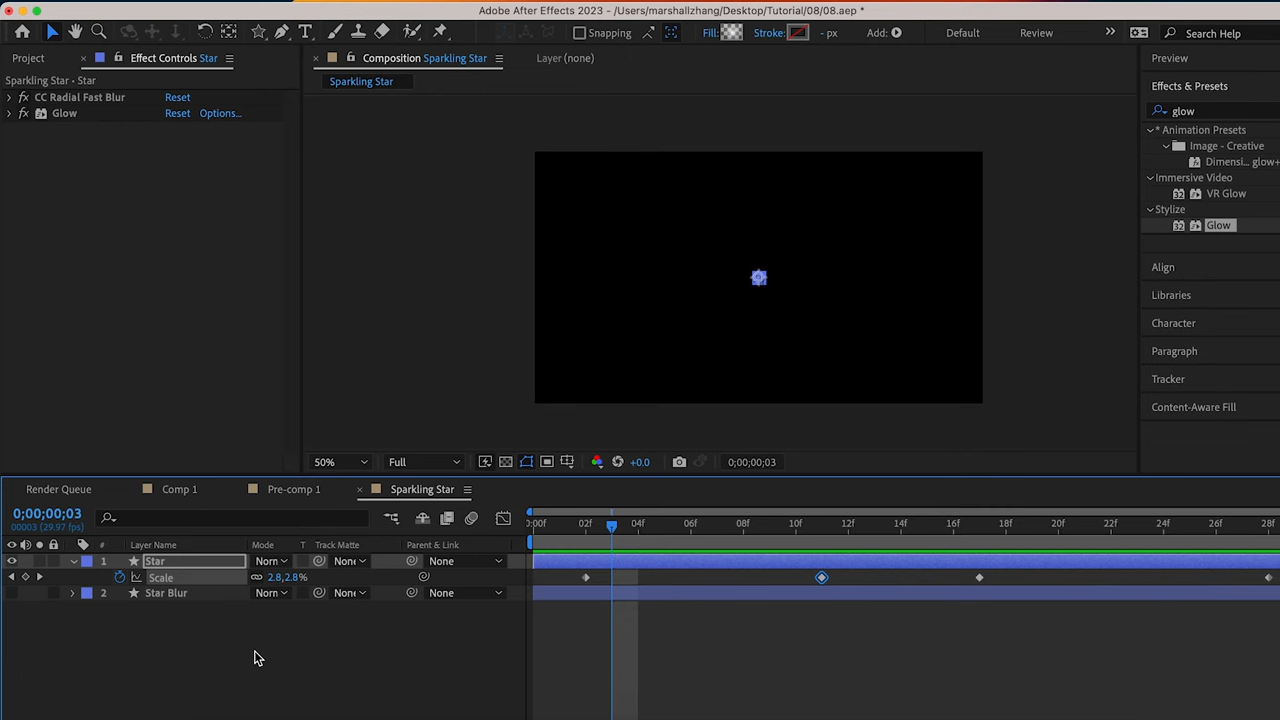 Adobe After Effects 2023 - /Users/marshallzhang/Desktop/Tutorial/08/08.aep *
Snapping Fill: Stroke: - px Add: Default Review Search Help
Project Effect Controls Star Composition Sparkling Star Layer (none) Preview
Sparkling Star • Star Sparkling Star Effects & Presets
fx CC Radial Fast Blur Reset
fx Glow Reset Options... glow
* Animation Presets
Image - Creative
Dimensi... glow+
Immersive Video
32 VR Glow
Stylize
32 Glow
Align
Libraries
Character
Paragraph
Tracker
Content-Aware Fill
50% Full +0.0 0;00;00;03
Render Queue Comp 1 Pre-comp 1 Sparkling Star
0;00;00;03
00003 (29.97 fps) :00f 02f 04f 06f 08f 10f 12f 14f 16f 18f 20f 22f 24f 26f 28f
# Layer Name Mode T Track Matte Parent & Link
1 Star Norn None None
Scale 2.8,2.8%
2 Star Blur Norn None None